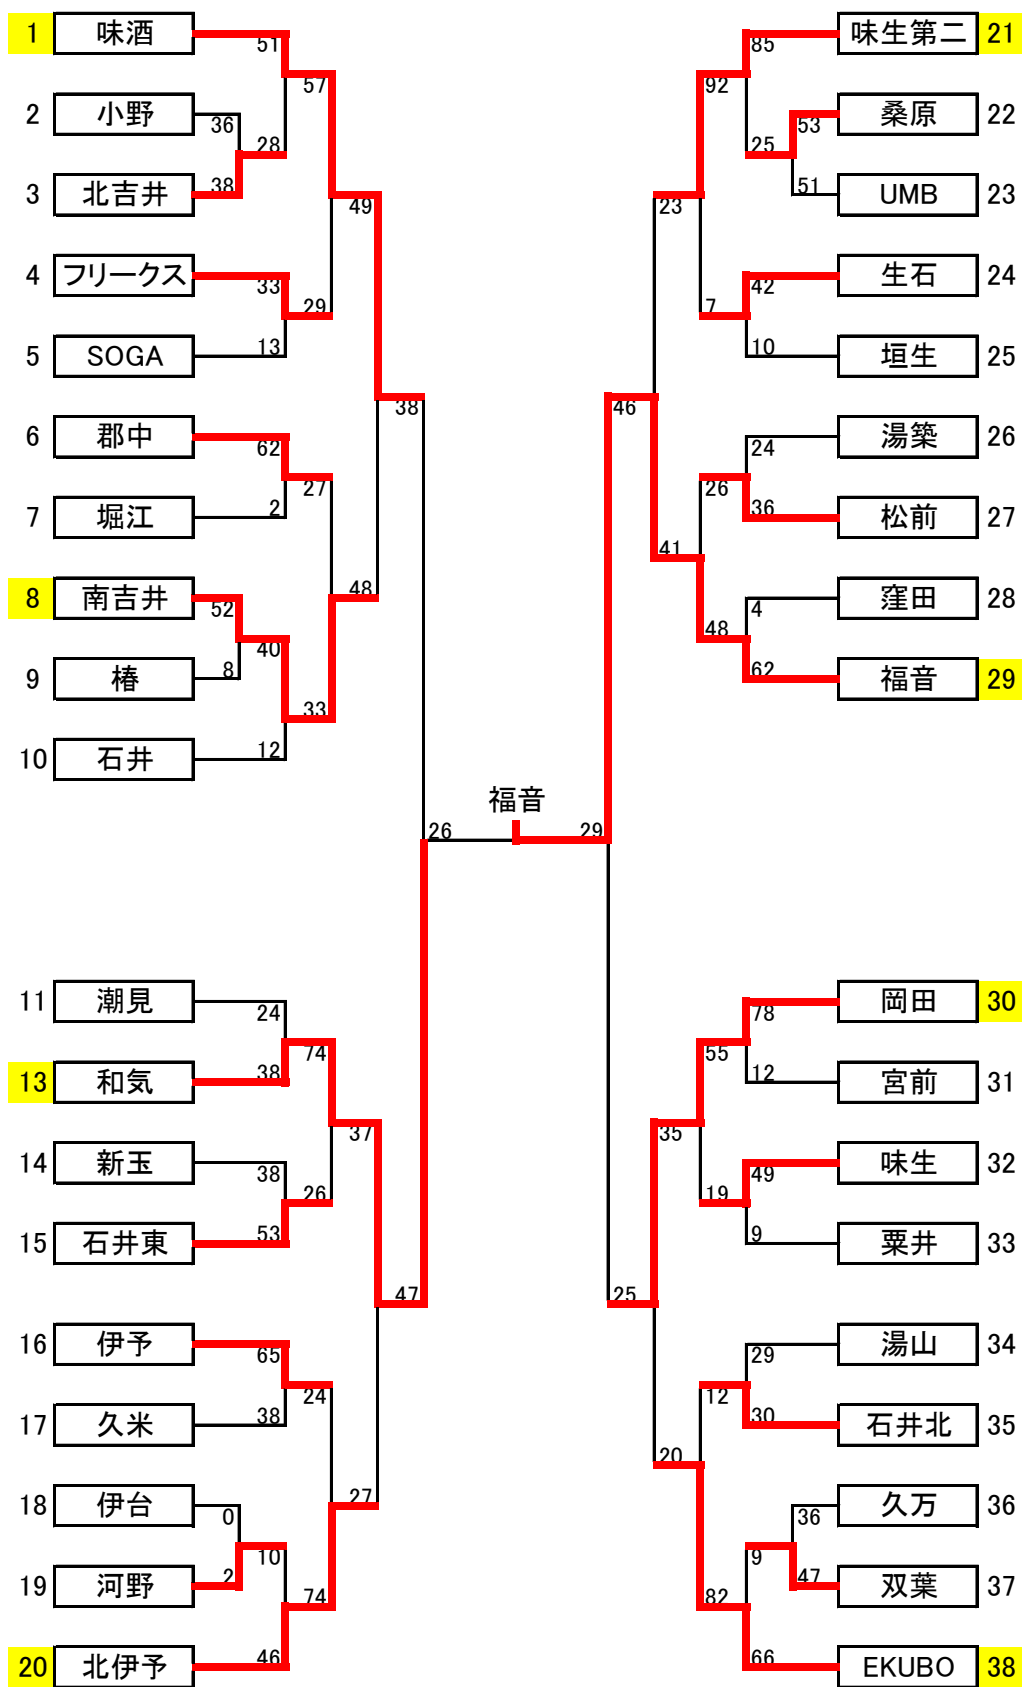 1 味酒 51 85 味生第二 21
57 92
2 小野 36 53 桑原 22
28 25
3 北吉井 38 51 UMB 23
49 23
4 フリークス 33 42 生石 24
29 7
5 SOGA 13 10 垣生 25
38 46
6 郡中 62 24 湯築 26
27 26
7 堀江 2 36 松前 27
48 41
8 南吉井 52 4 窪田 28
40 48
9 椿 8 62 福音 29
33
10 石井 12
福音
26 29
11 潮見 24 78 岡田 30
74 55
13 和気 38 12 宮前 31
37 35
14 新玉 38 49 味生 32
26 19
15 石井東 53 9 粟井 33
47 25
16 伊予 65 29 湯山 34
24 12
17 久米 38 30 石井北 35
27 20
18 伊台 0 36 久万 36
10 9
19 河野 2 47 双葉 37
74 82
20 北伊予 46 66 EKUBO 38